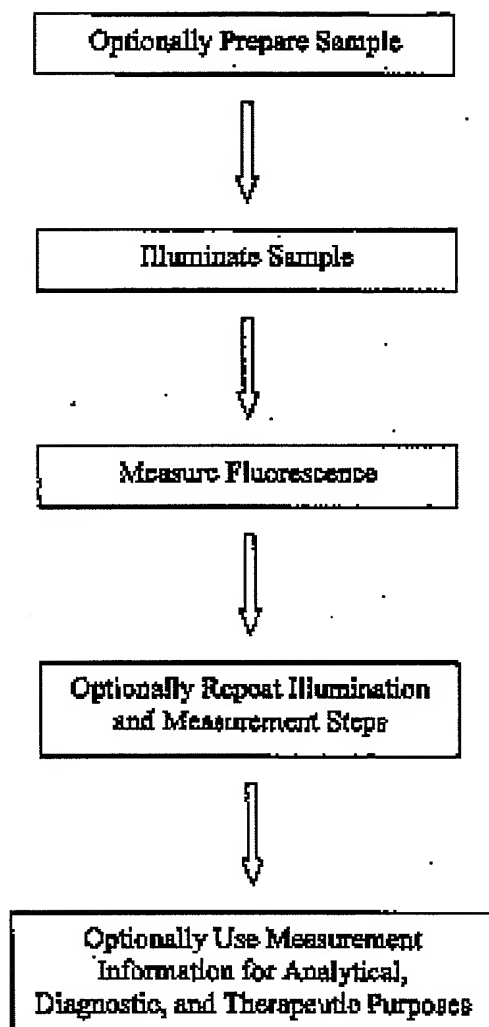 Optionally Prepare Sample
Illuminate Sample
Measure Fluorescence
Optionally Repeat Illumination
and Measurement Steps
Optionally Use Measurement
Information for Analytical,
Diagnostic, and Therapeutic Purposes